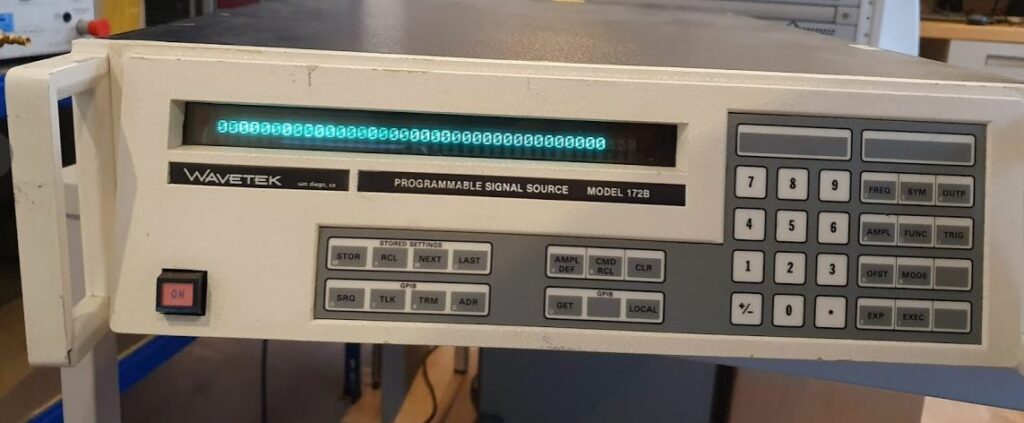 WAVETEK san diego, ca
PROGRAMMABLE SIGNAL SOURCE MODEL 172B
ON
STORED SETTINGS
STOR RCL NEXT LAST
GPIB
SRQ TLK TRM ADR
AMPL DEF CMD RCL CLR
GPIB
GET LOCAL
7 8 9
4 5 6
1 2 3
+/- 0 •
FREQ SYM OUTP
AMPL FUNC TRIG
OFST MODE
EXP EXEC